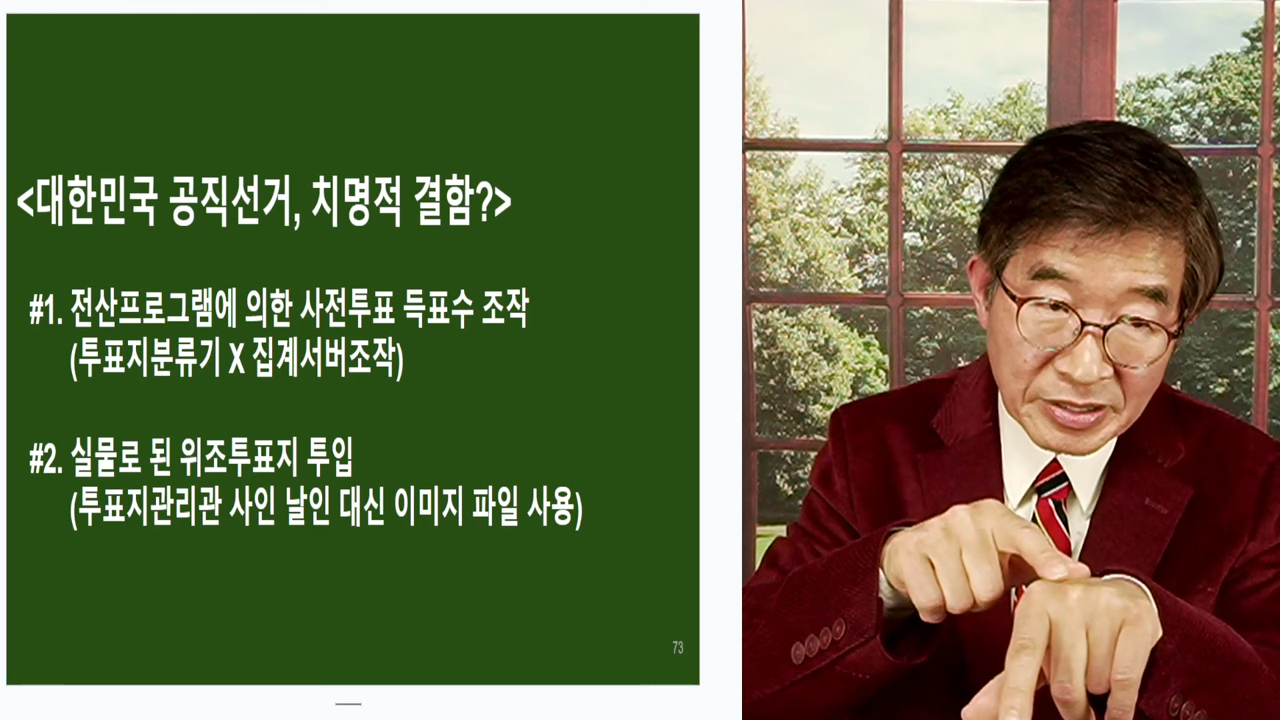 <대한민국 공직선거, 치명적 결함?>
#1. 전산프로그램에 의한 사전투표 득표수 조작
(투표지분류기 X 집계서버조작)
#2. 실물로 된 위조투표지 투입
(투표지관리관 사인 날인 대신 이미지 파일 사용)
73